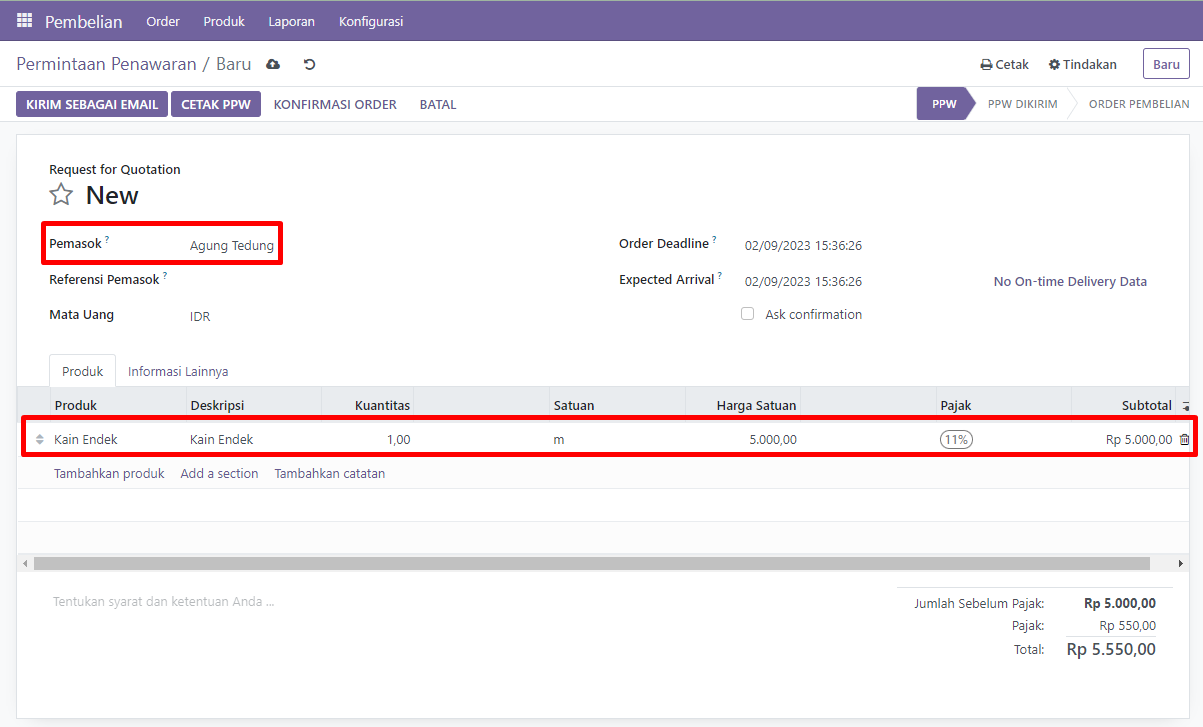 Pembelian Order Produk Laporan Konfigurasi
Permintaan Penawaran / Baru Cetak Tindakan Baru
KIRIM SEBAGAI EMAIL CETAK PPW KONFIRMASI ORDER BATAL PPW PPW DIKIRIM ORDER PEMBELIAN
Request for Quotation
New
Pemasok ? Agung Tedung Order Deadline ? 02/09/2023 15:36:26
Referensi Pemasok ? Expected Arrival ? 02/09/2023 15:36:26 No On-time Delivery Data
Mata Uang IDR Ask confirmation
Produk Informasi Lainnya
Produk Deskripsi Kuantitas Satuan Harga Satuan Pajak Subtotal
Kain Endek Kain Endek 1,00 m 5.000,00 11% Rp 5.000,00
Tambahkan produk Add a section Tambahkan catatan
Tentukan syarat dan ketentuan Anda ... Jumlah Sebelum Pajak: Rp 5.000,00
Pajak: Rp 550,00
Total: Rp 5.550,00